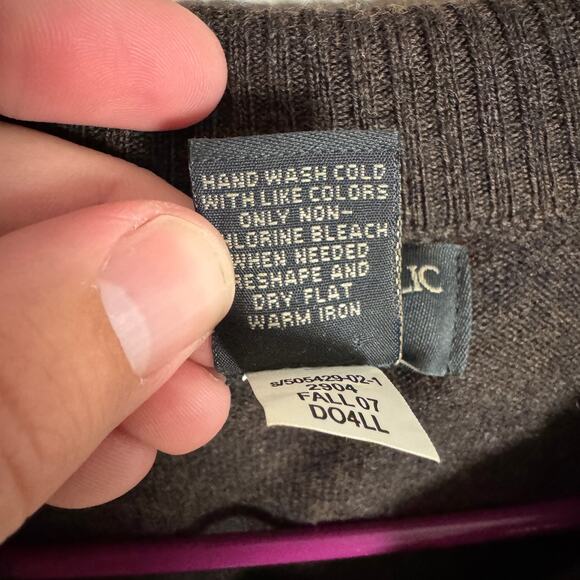 HAND WASH COLD
WITH LIKE COLORS
ONLY NON-
LORINE BLEACH
WHEN NEEDED
RESHAPE AND
DRY FLAT
WARM IRON
LIC
s/505429-02-1
2904
FALL 07
DO4LL